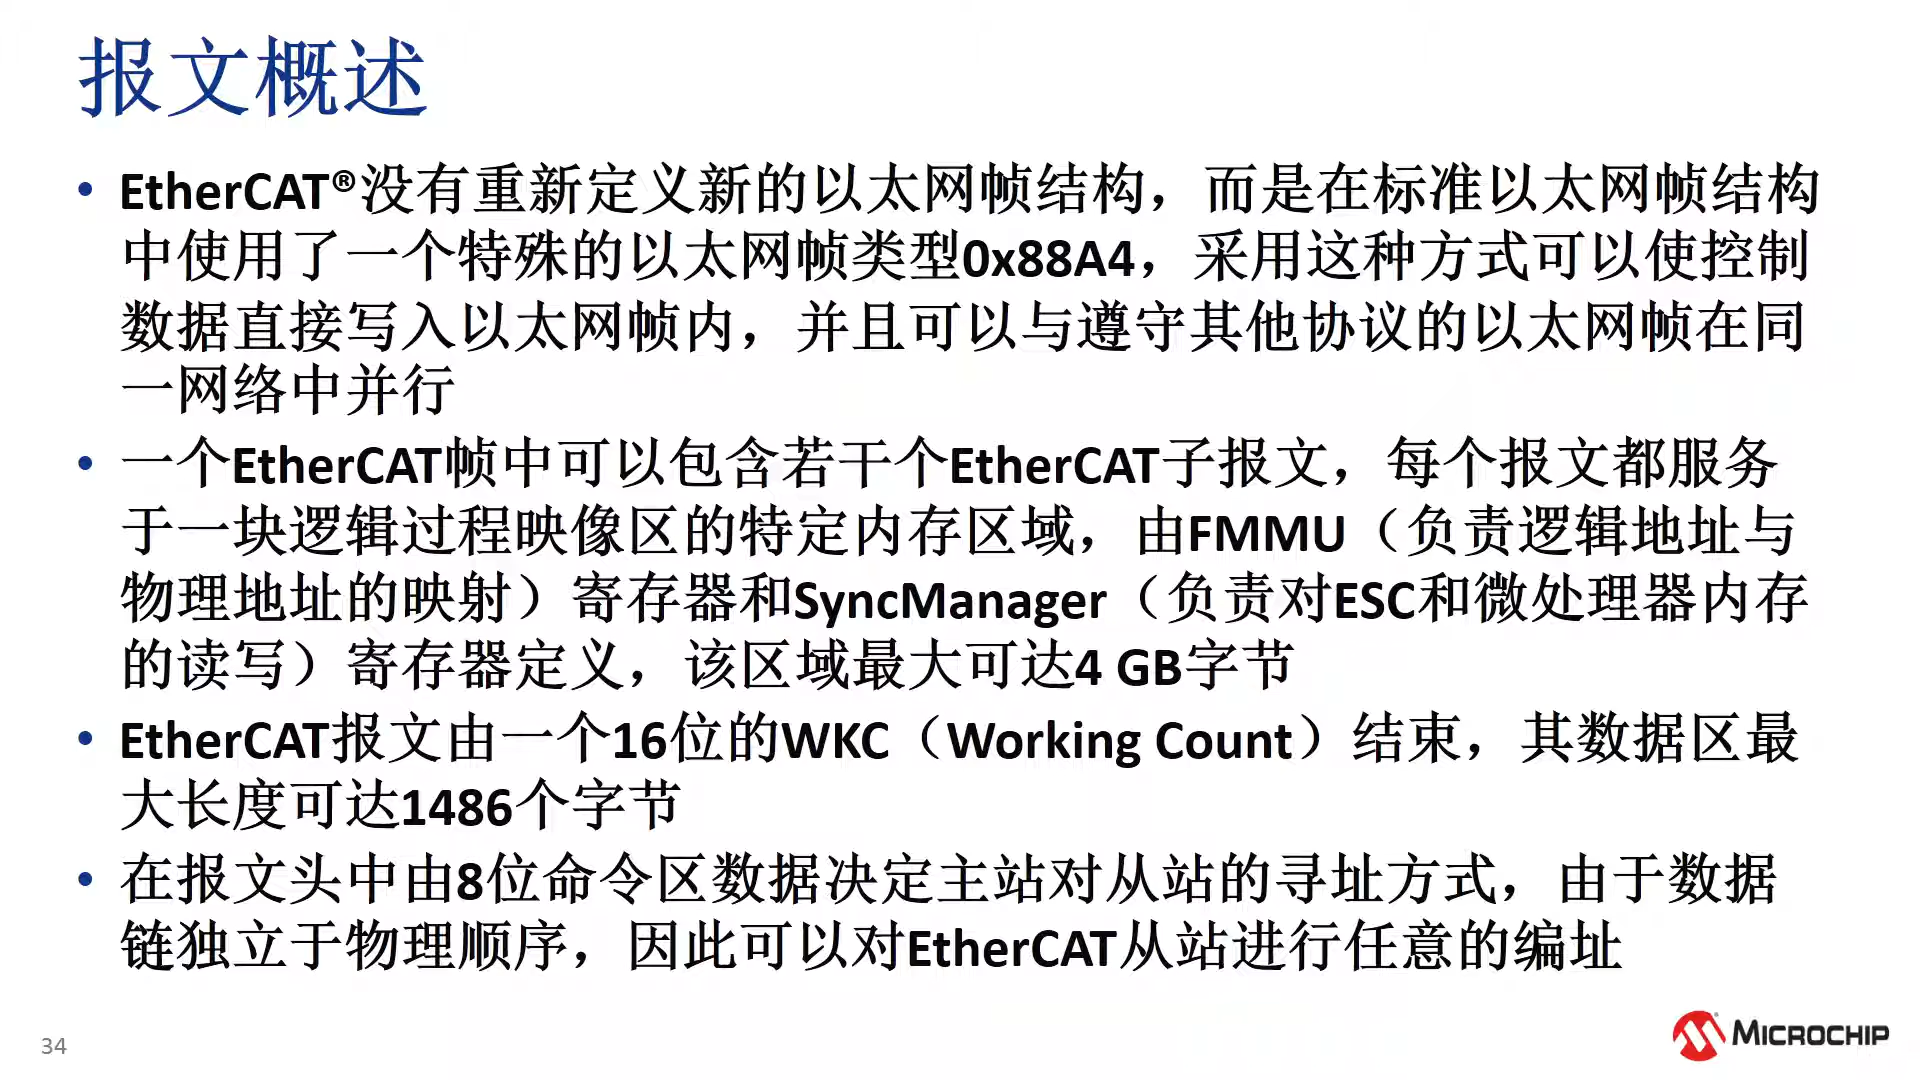 报文概述
• EtherCAT®没有重新定义新的以太网帧结构，而是在标准以太网帧结构
中使用了一个特殊的以太网帧类型0x88A4，采用这种方式可以使控制
数据直接写入以太网帧内，并且可以与遵守其他协议的以太网帧在同
一网络中并行
• 一个EtherCAT帧中可以包含若干个EtherCAT子报文，每个报文都服务
于一块逻辑过程映像区的特定内存区域，由FMMU（负责逻辑地址与
物理地址的映射）寄存器和SyncManager（负责对ESC和微处理器内存
的读写）寄存器定义，该区域最大可达4 GB字节
• EtherCAT报文由一个16位的WKC（Working Count）结束，其数据区最
大长度可达1486个字节
• 在报文头中由8位命令区数据决定主站对从站的寻址方式，由于数据
链独立于物理顺序，因此可以对EtherCAT从站进行任意的编址
34
MICROCHIP